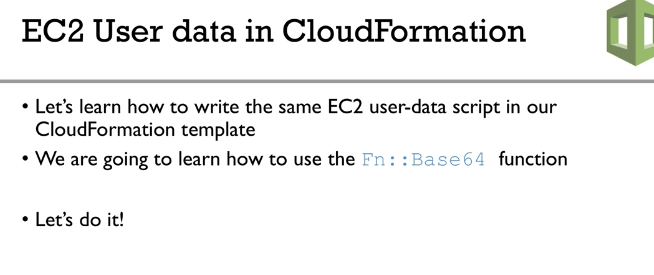 EC2 User data in CloudFormation
• Let's learn how to write the same EC2 user-data script in our
CloudFormation template
• We are going to learn how to use the Fn::Base64 function
• Let's do it!